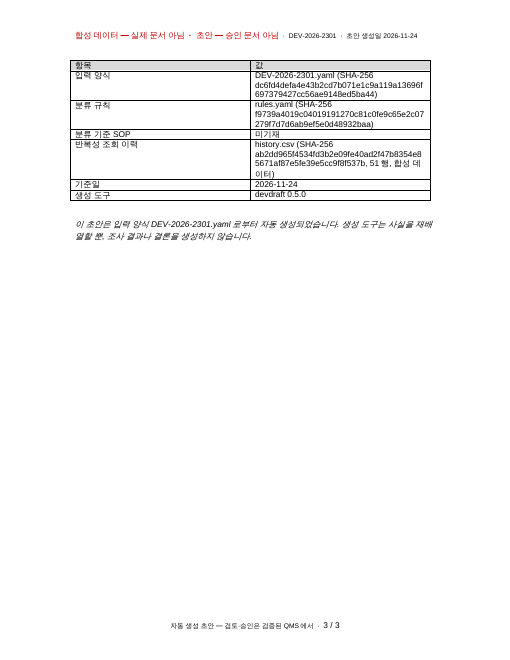 합성 데이터 — 실제 문서 아님 · 초안 — 승인 문서 아님 · DEV-2026-2301 · 초안 생성일 2026-11-24
항목 값
입력 양식 DEV-2026-2301.yaml (SHA-256
dc6fd4defa4e43b2cd7b071e1c9a119a13696f
697379427cc56ae9148ed5ba44)
분류 규칙 rules.yaml (SHA-256
f9739a4019c04019191270c81c0fe9c65e2c07
279f7d7d6ab9ef5e0d48932baa)
분류 기준 SOP 미기재
반복성 조회 이력 history.csv (SHA-256
ab2dd965f4534fd3b2e09fe40ad2f47b8354e8
5671af87e5fe39e5cc9f8f537b, 51 행, 합성 데
이터)
기준일 2026-11-24
생성 도구 devdraft 0.5.0
이 초안은 입력 양식 DEV-2026-2301.yaml 로부터 자동 생성되었습니다. 생성 도구는 사실을 재배
열할 뿐, 조사 결과나 결론을 생성하지 않습니다.
자동 생성 초안 — 검토·승인은 검증된 QMS 에서 · 3 / 3